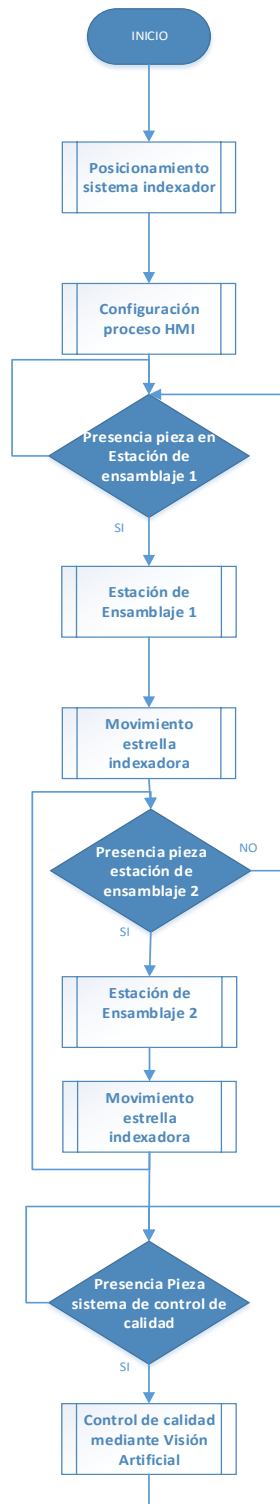 INICIO
Posicionamiento
sistema indexador
Configuración
proceso HMI
Presencia pieza en
Estación de
ensamblaje 1
SI
Estación de
Ensamblaje 1
Movimiento
estrella
indexadora
Presencia pieza
estación de
ensamblaje 2
NO
SI
Estación de
Ensamblaje 2
Movimiento
estrella
indexadora
Presencia Pieza
sistema de control de
calidad
SI
Control de calidad
mediante Visión
Artificial